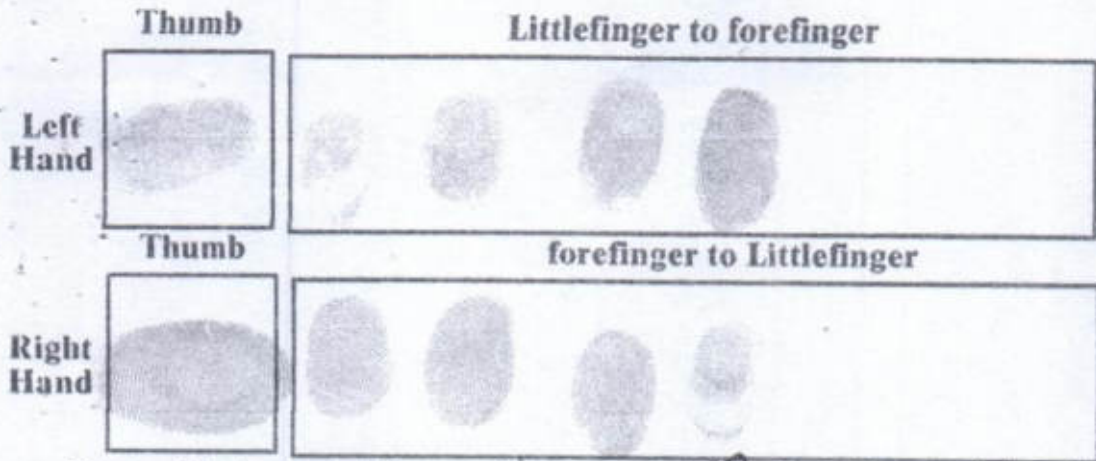 Thumb
Littlefinger to forefinger
Left
Hand
Thumb
forefinger to Littlefinger
Right
Hand